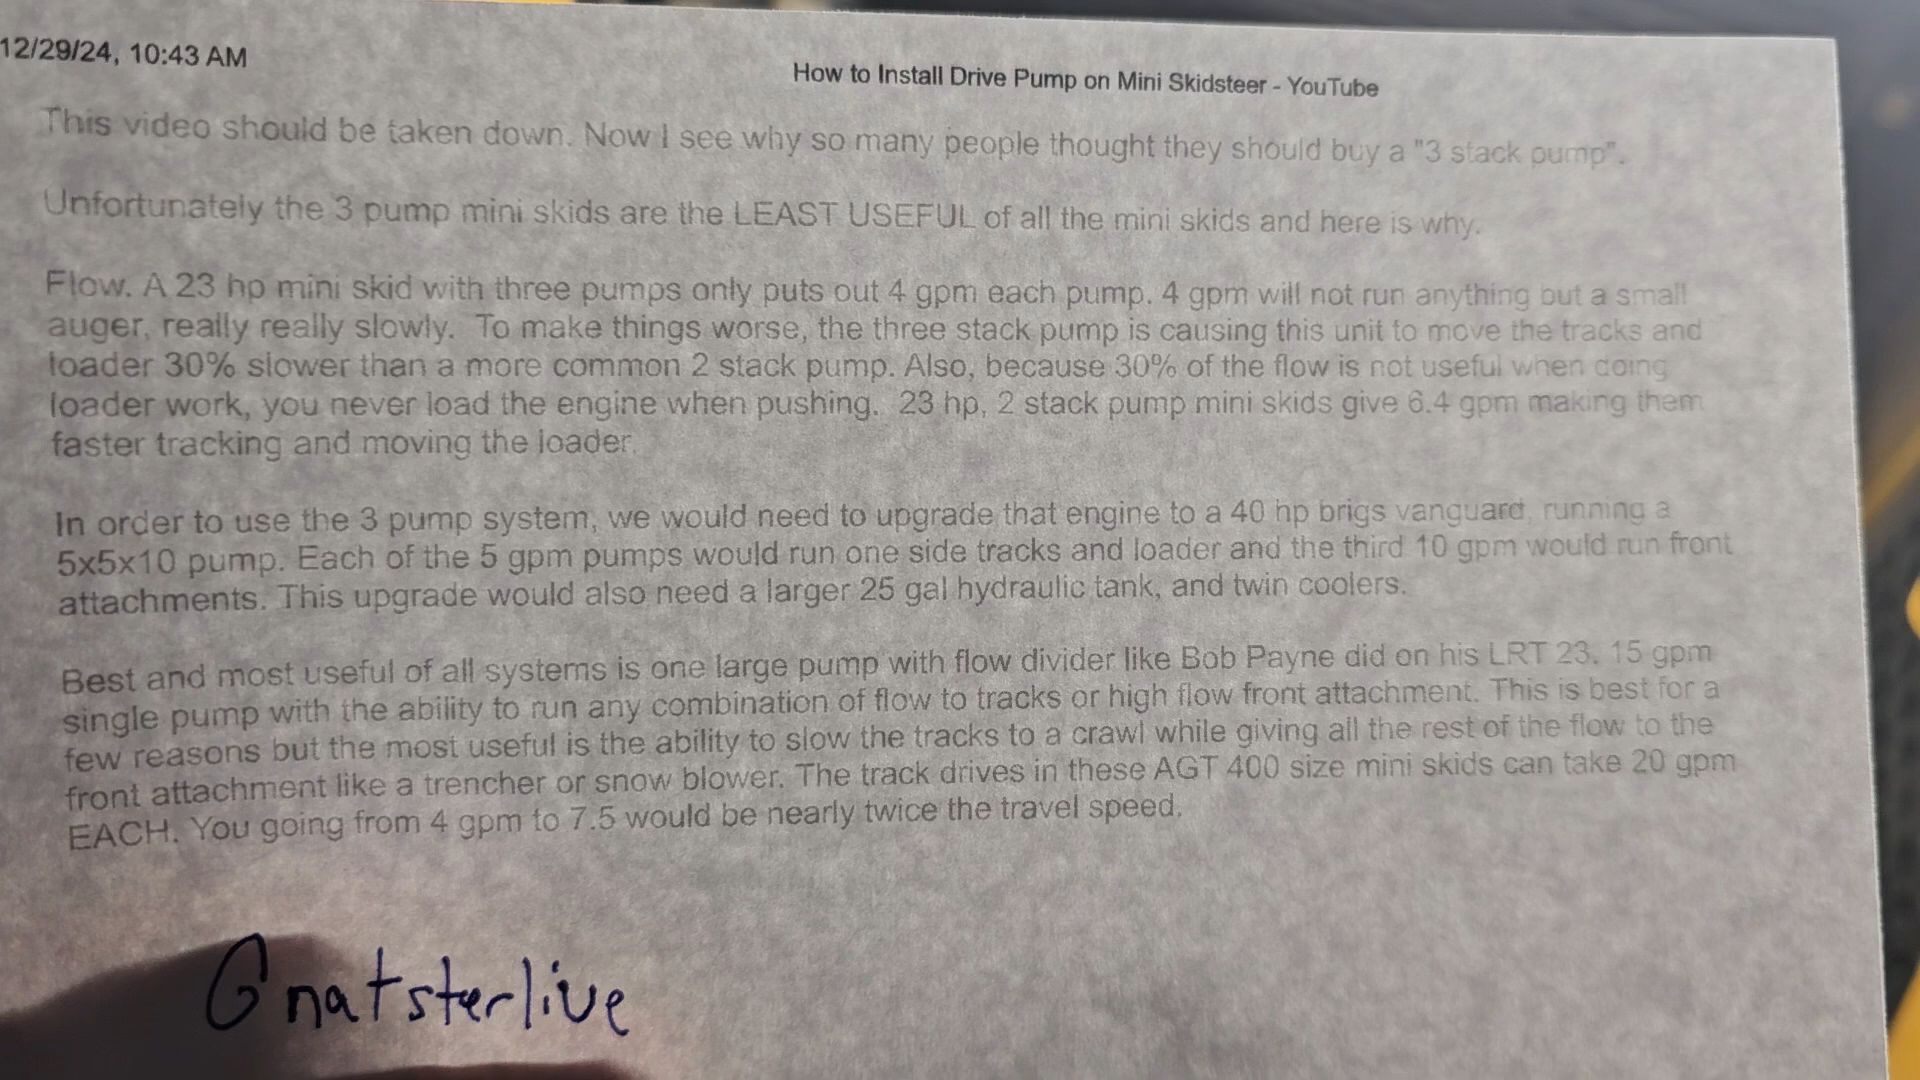 12/29/24, 10:43 AM
How to Install Drive Pump on Mini Skidsteer - YouTube
This video should be taken down. Now I see why so many people thought they should buy a "3 stack pump".
Unfortunately the 3 pump mini skids are the LEAST USEFUL of all the mini skids and here is why.
Flow. A 23 hp mini skid with three pumps only puts out 4 gpm each pump. 4 gpm will not run anything but a small
auger, really really slowly. To make things worse, the three stack pump is causing this unit to move the tracks and
loader 30% slower than a more common 2 stack pump. Also, because 30% of the flow is not useful when doing
loader work, you never load the engine when pushing. 23 hp, 2 stack pump mini skids give 6.4 gpm making them
faster tracking and moving the loader.
In order to use the 3 pump system, we would need to upgrade that engine to a 40 hp brigs vanguard, running a
5x5x10 pump. Each of the 5 gpm pumps would run one side tracks and loader and the third 10 gpm would run front
attachments. This upgrade would also need a larger 25 gal hydraulic tank, and twin coolers.
Best and most useful of all systems is one large pump with flow divider like Bob Payne did on his LRT 23. 15 gpm
single pump with the ability to run any combination of flow to tracks or high flow front attachment. This is best for a
few reasons but the most useful is the ability to slow the tracks to a crawl while giving all the rest of the flow to the
front attachment like a trencher or snow blower. The track drives in these AGT 400 size mini skids can take 20 gpm
EACH. You going from 4 gpm to 7.5 would be nearly twice the travel speed.
Gnatsterlive